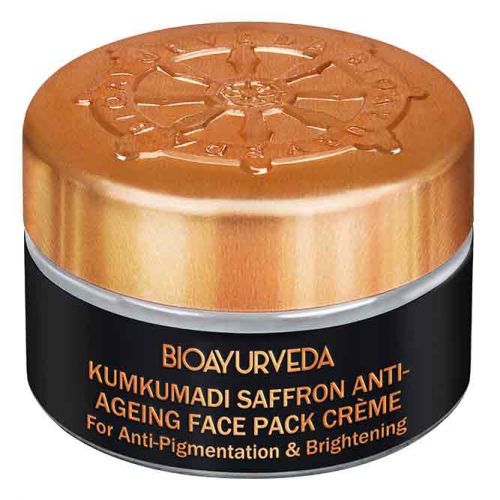 BIOAYURVEDA
KUMKUMADI SAFFRON ANTI-
AGEING FACE PACK CRÈME
For Anti-Pigmentation & Brightening